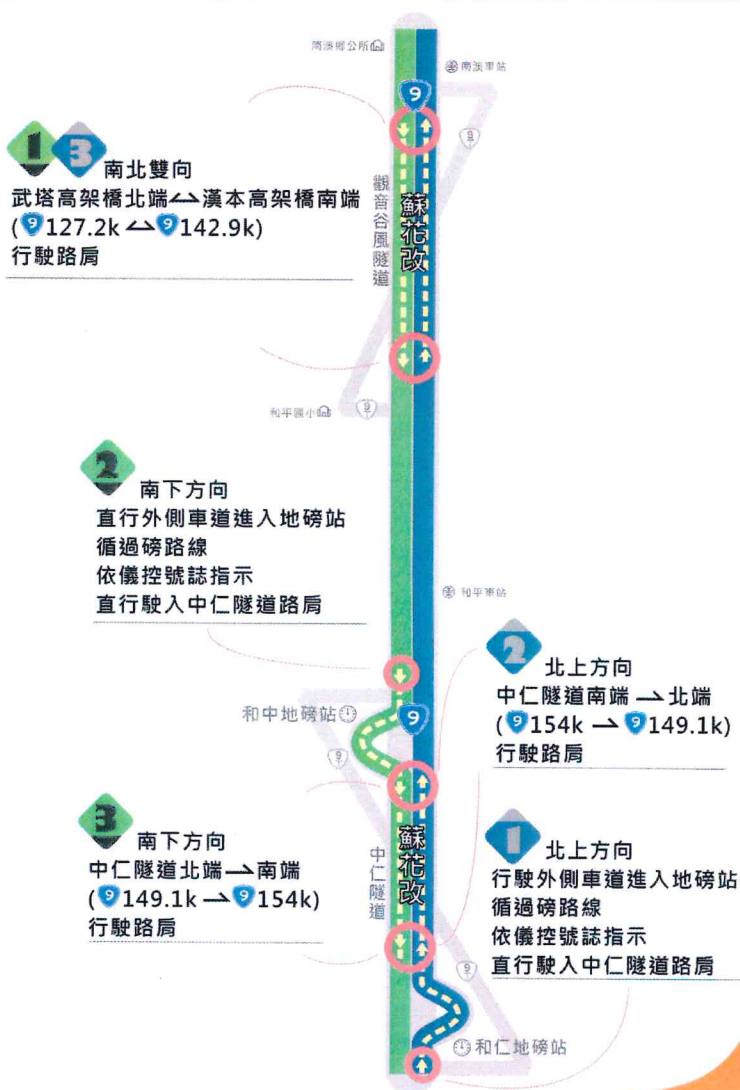 南澳鄉公所
南澳車站
9
9
1 3 南北雙向
武塔高架橋北端⇀漢本高架橋南端
(9 127.2k ⇀ 9 142.9k)
行駛路肩
觀音谷風隧道
蘇花改
和平國小
9
2 南下方向
直行外側車道進入地磅站
循過磅路線
依儀控號誌指示
直行駛入中仁隧道路肩
和平車站
2 北上方向
中仁隧道南端⇀北端
(9 154k ⇀ 9 149.1k)
行駛路肩
和中地磅站
9
9
3 南下方向
中仁隧道北端⇀南端
(9 149.1k ⇀ 9 154k)
行駛路肩
中仁隧道
蘇花改
1 北上方向
行駛外側車道進入地磅站
循過磅路線
依儀控號誌指示
直行駛入中仁隧道路肩
9
和仁地磅站